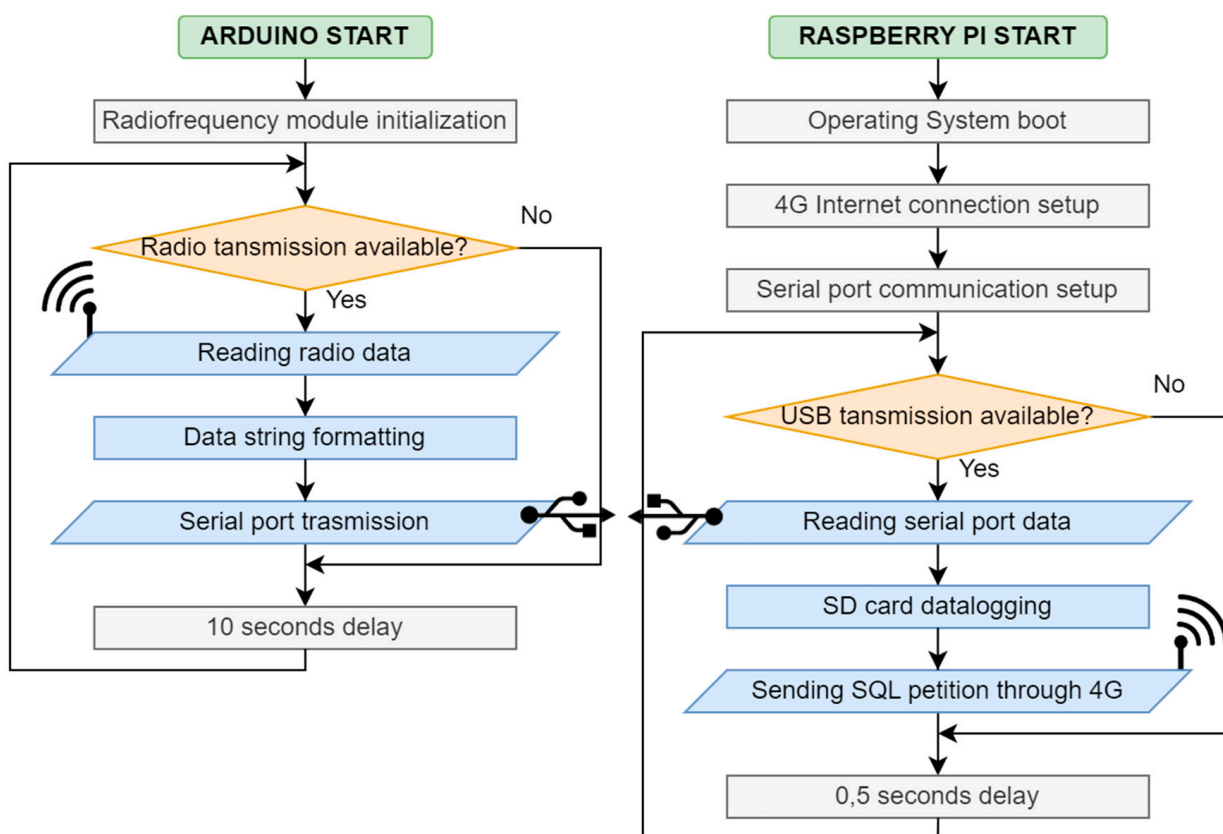 ARDUINO START
Radiofrequency module initialization
Radio tansmission available?
No
Yes
Reading radio data
Data string formatting
Serial port trasmission
10 seconds delay
RASPBERRY PI START
Operating System boot
4G Internet connection setup
Serial port communication setup
USB tansmission available?
No
Yes
Reading serial port data
SD card datalogging
Sending SQL petition through 4G
0,5 seconds delay